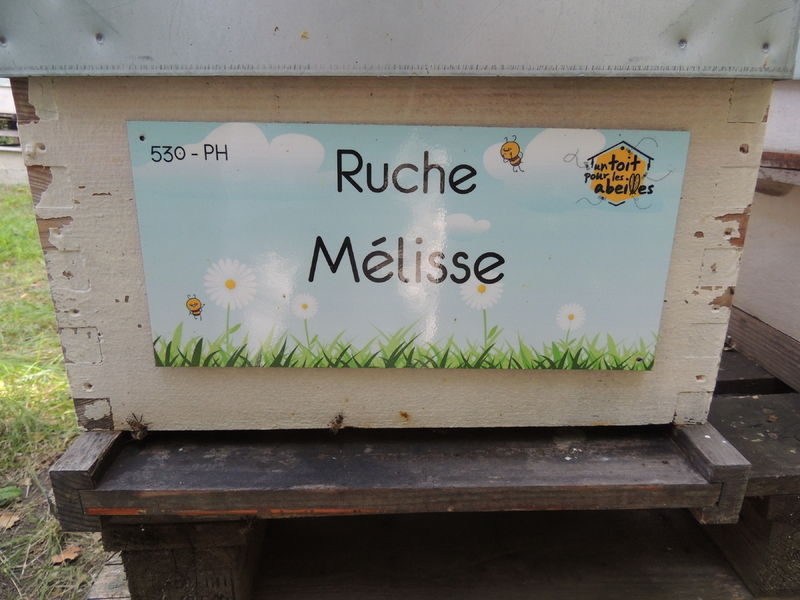 530 - PH
Ruche
Mélisse
un toit
pour les
abeilles